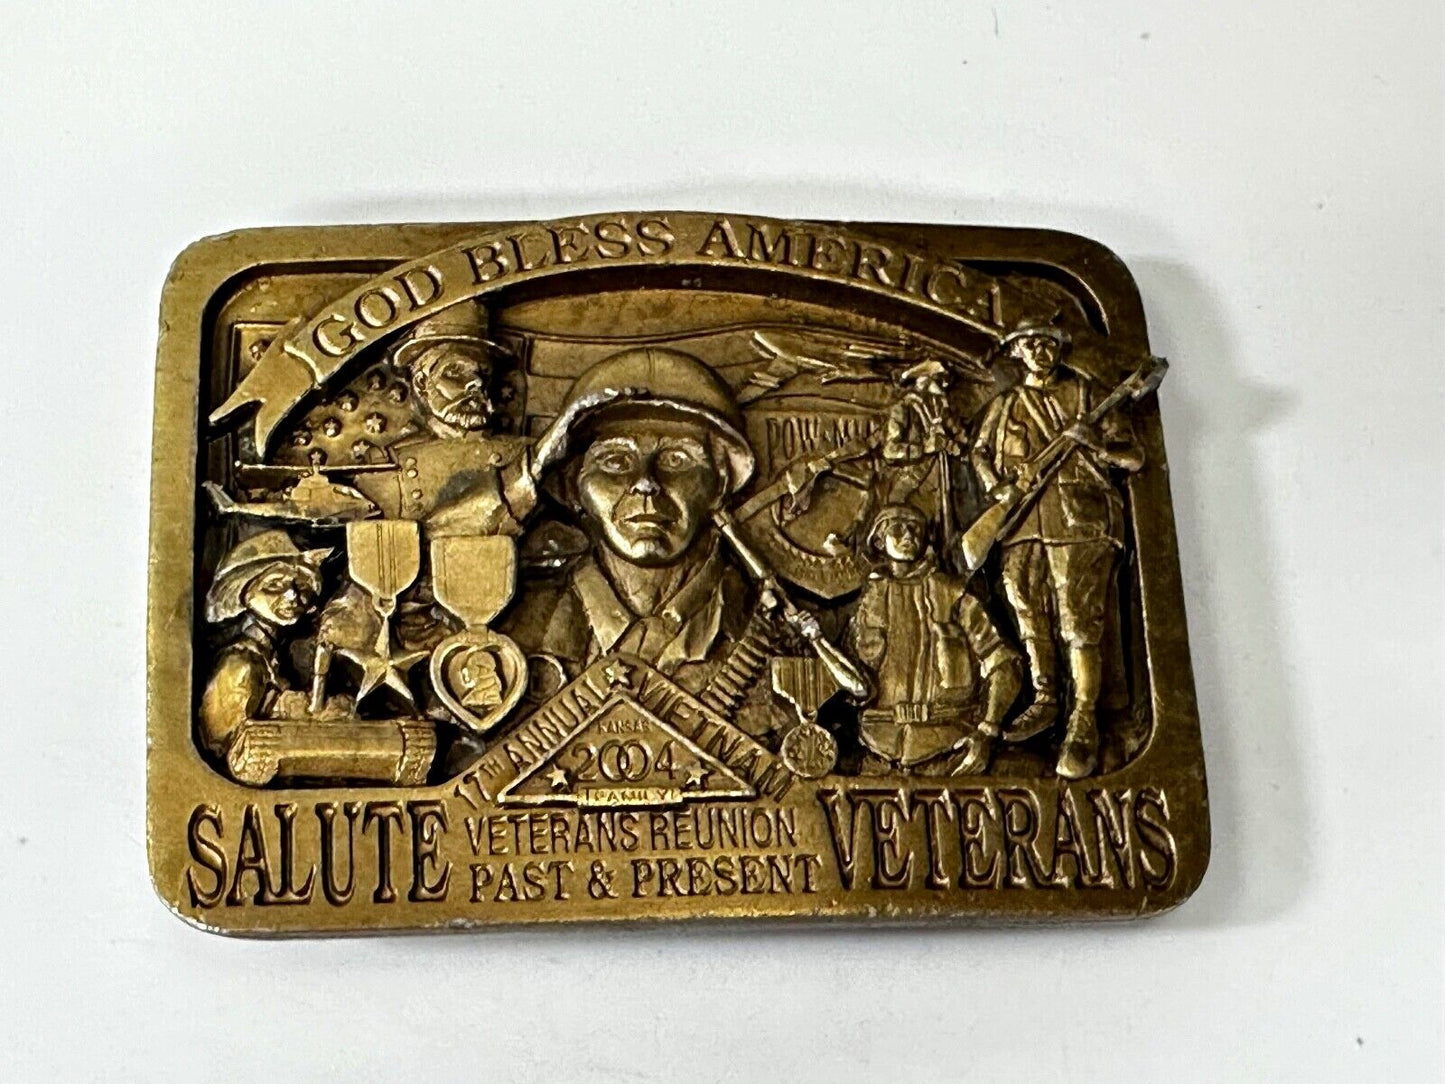 GOD BLESS AMERICA
POW MIA
17TH ANNUAL VIETNAM
KANSAS
2004
FAMILY
SALUTE VETERANS REUNION VETERANS
PAST & PRESENT